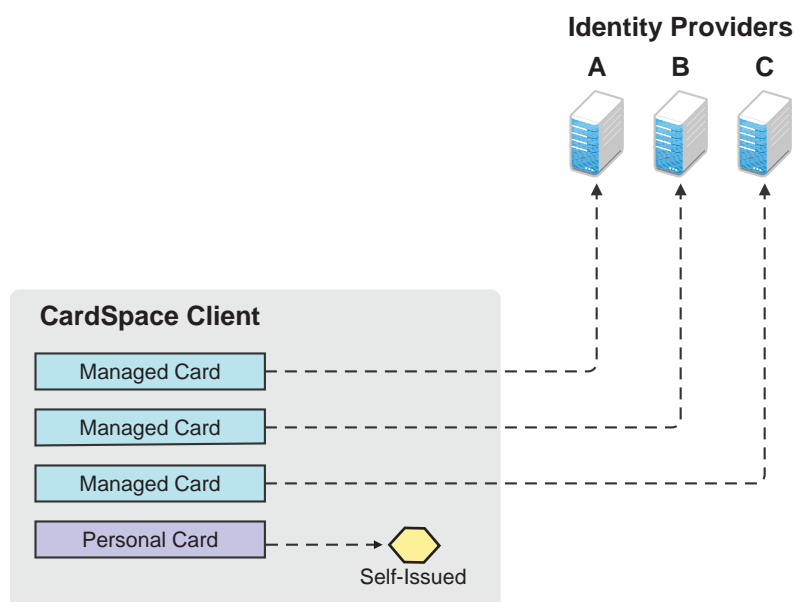 Identity Providers
A B C
CardSpace Client
Managed Card
Managed Card
Managed Card
Personal Card
Self-Issued